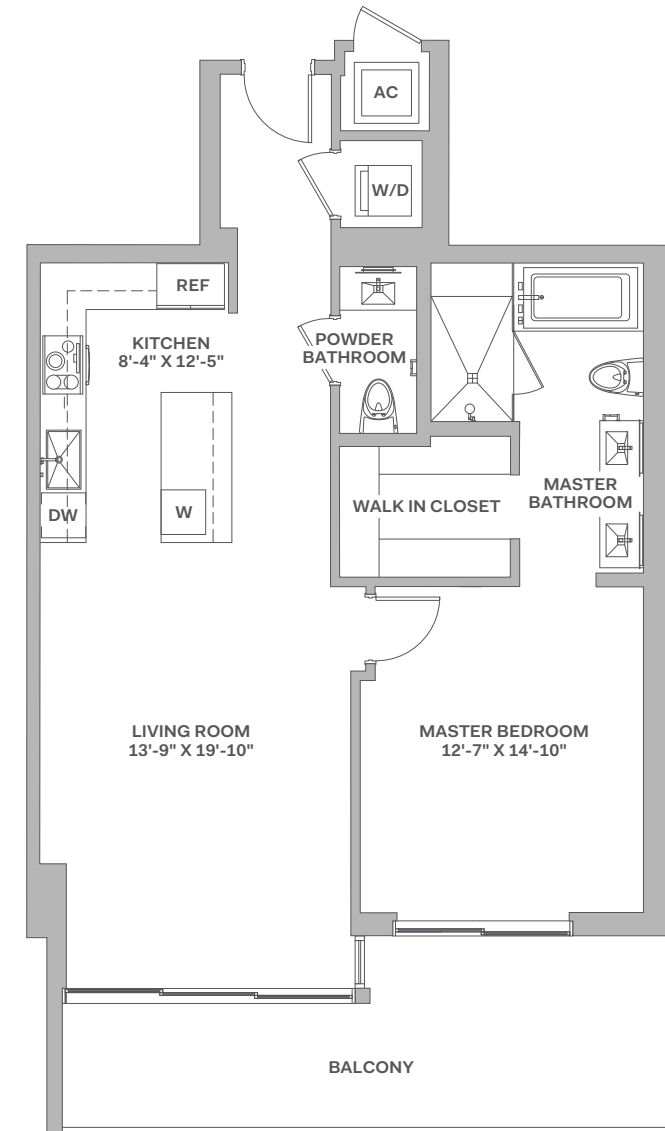 AC
W/D
REF
KITCHEN
8'-4" X 12'-5"
POWDER
BATHROOM
DW
W
WALK IN CLOSET
MASTER
BATHROOM
LIVING ROOM
13'-9" X 19'-10"
MASTER BEDROOM
12'-7" X 14'-10"
BALCONY